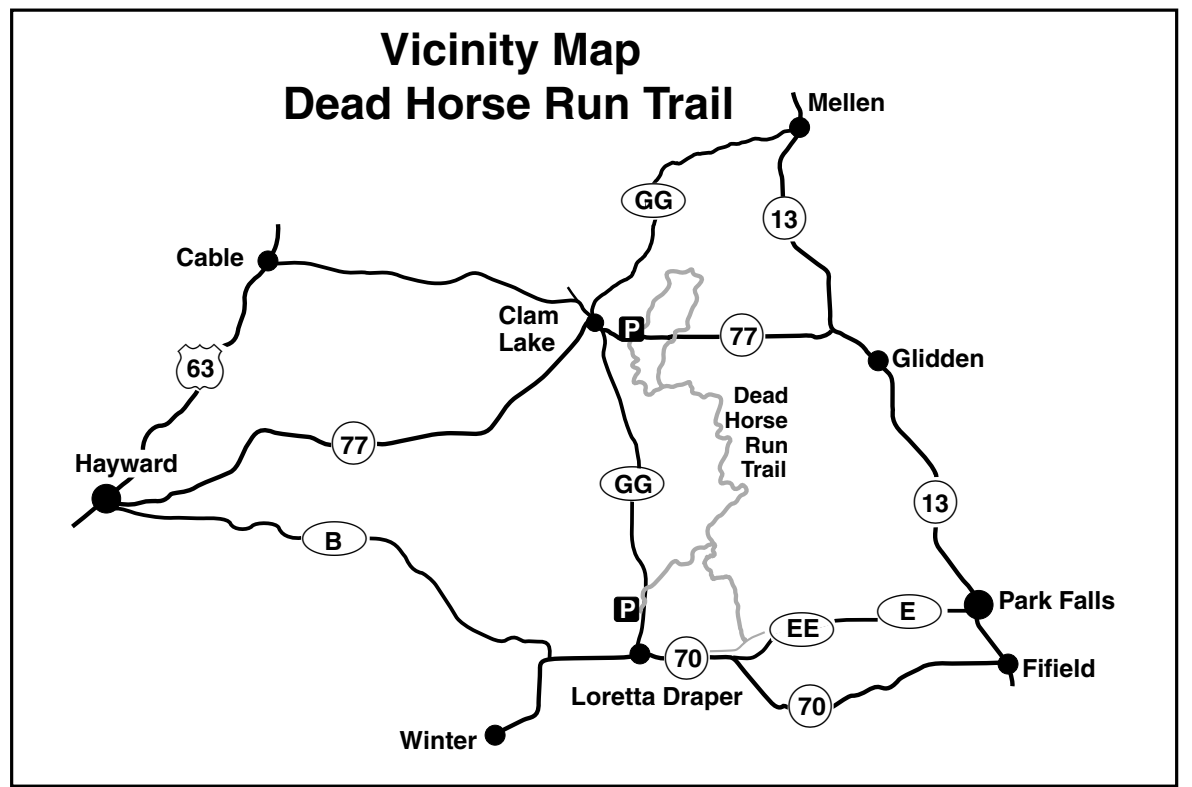 Vicinity Map
Dead Horse Run Trail
Mellen
GG
13
Cable
Clam
Lake
P
77
Glidden
63
Dead
Horse
Run
Trail
77
Hayward
GG
13
B
P
Park Falls
E
EE
70
Fifield
Loretta Draper
70
Winter